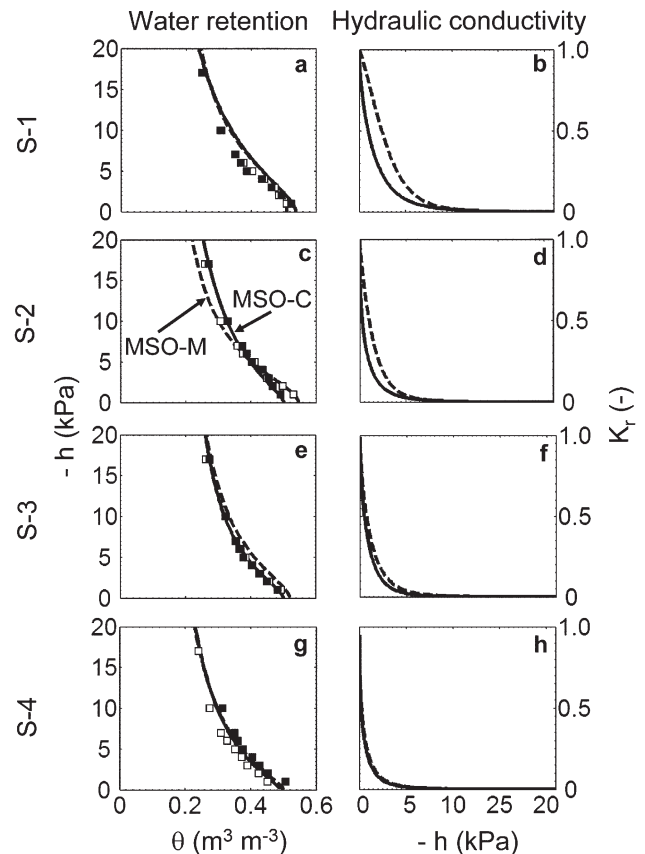 Water retention Hydraulic conductivity
S-1
20
15
10
5
0
a
b
1.0
0.5
0
S-2
20
15
10
5
0
c
MSO-C
MSO-M
d
1.0
0.5
0
- h (kPa)
Kr (-)
S-3
20
15
10
5
0
e
f
1.0
0.5
0
S-4
20
15
10
5
0
g
h
1.0
0.5
0
0 0.2 0.4 0.6
0 5 10 25 20 21
θ (m³ m⁻³)
- h (kPa)